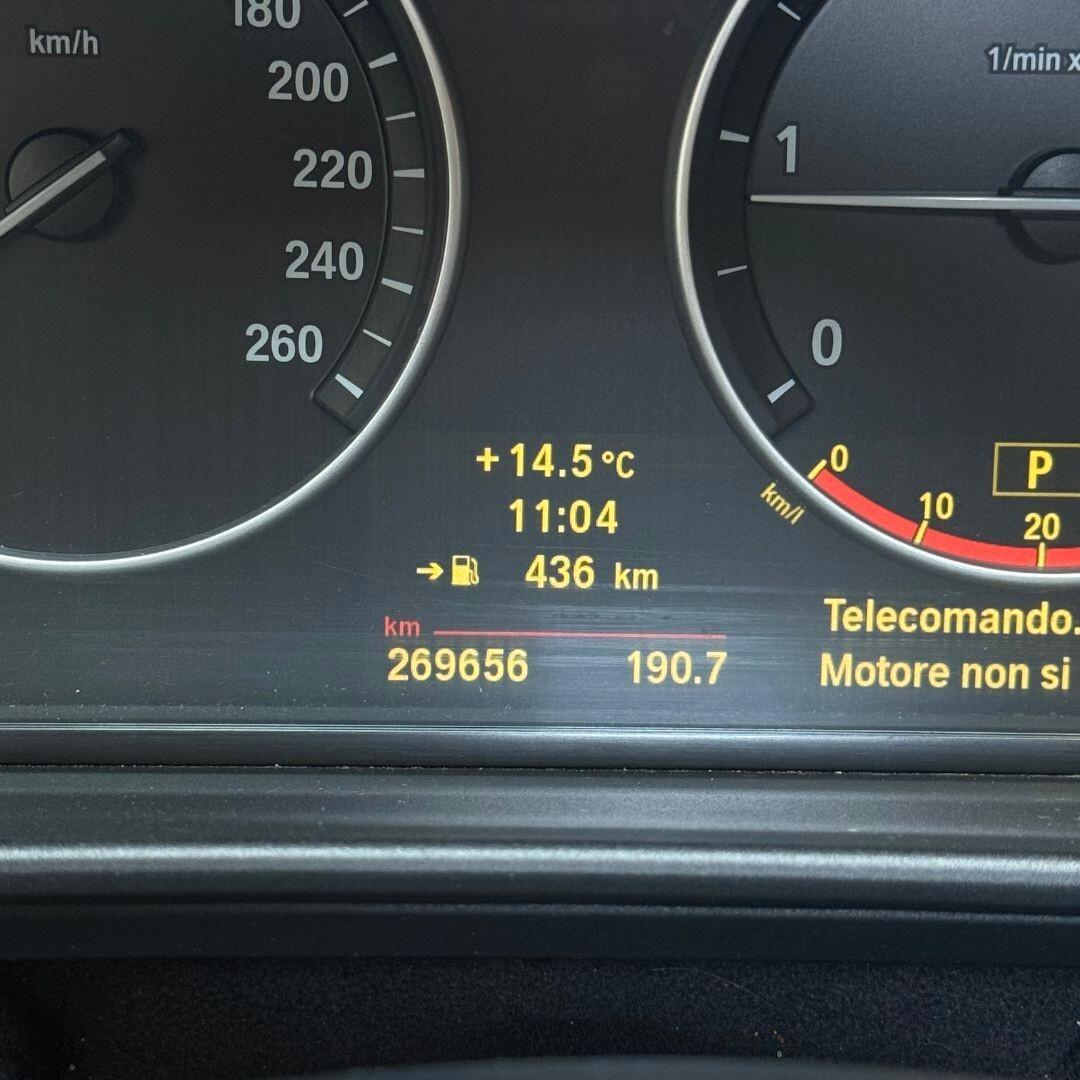 km/h
180
200
220
240
260
1/min x
1
0
+14.5°C
11:04
➔ 436 km
km
269656 190.7
km/l
0
10
20
P
Telecomando.
Motore non si